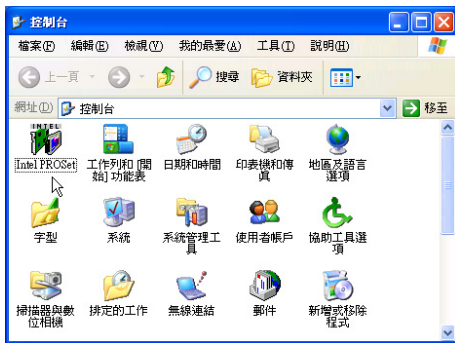 控制台
檔案(F) 編輯(E) 檢視(V) 我的最愛(A) 工具(T) 說明(H)
上一頁 搜尋 資料夾
網址(D) 控制台 移至
INTEL
Intel PROSet 工作列和 [開 日期和時間 印表機和傳 地區及語言
始] 功能表 真 選項
字型 系統 系統管理工 使用者帳戶 協助工具選
具 項
掃描器與數 排定的工作 無線連結 郵件 新增或移除
位相機 程式